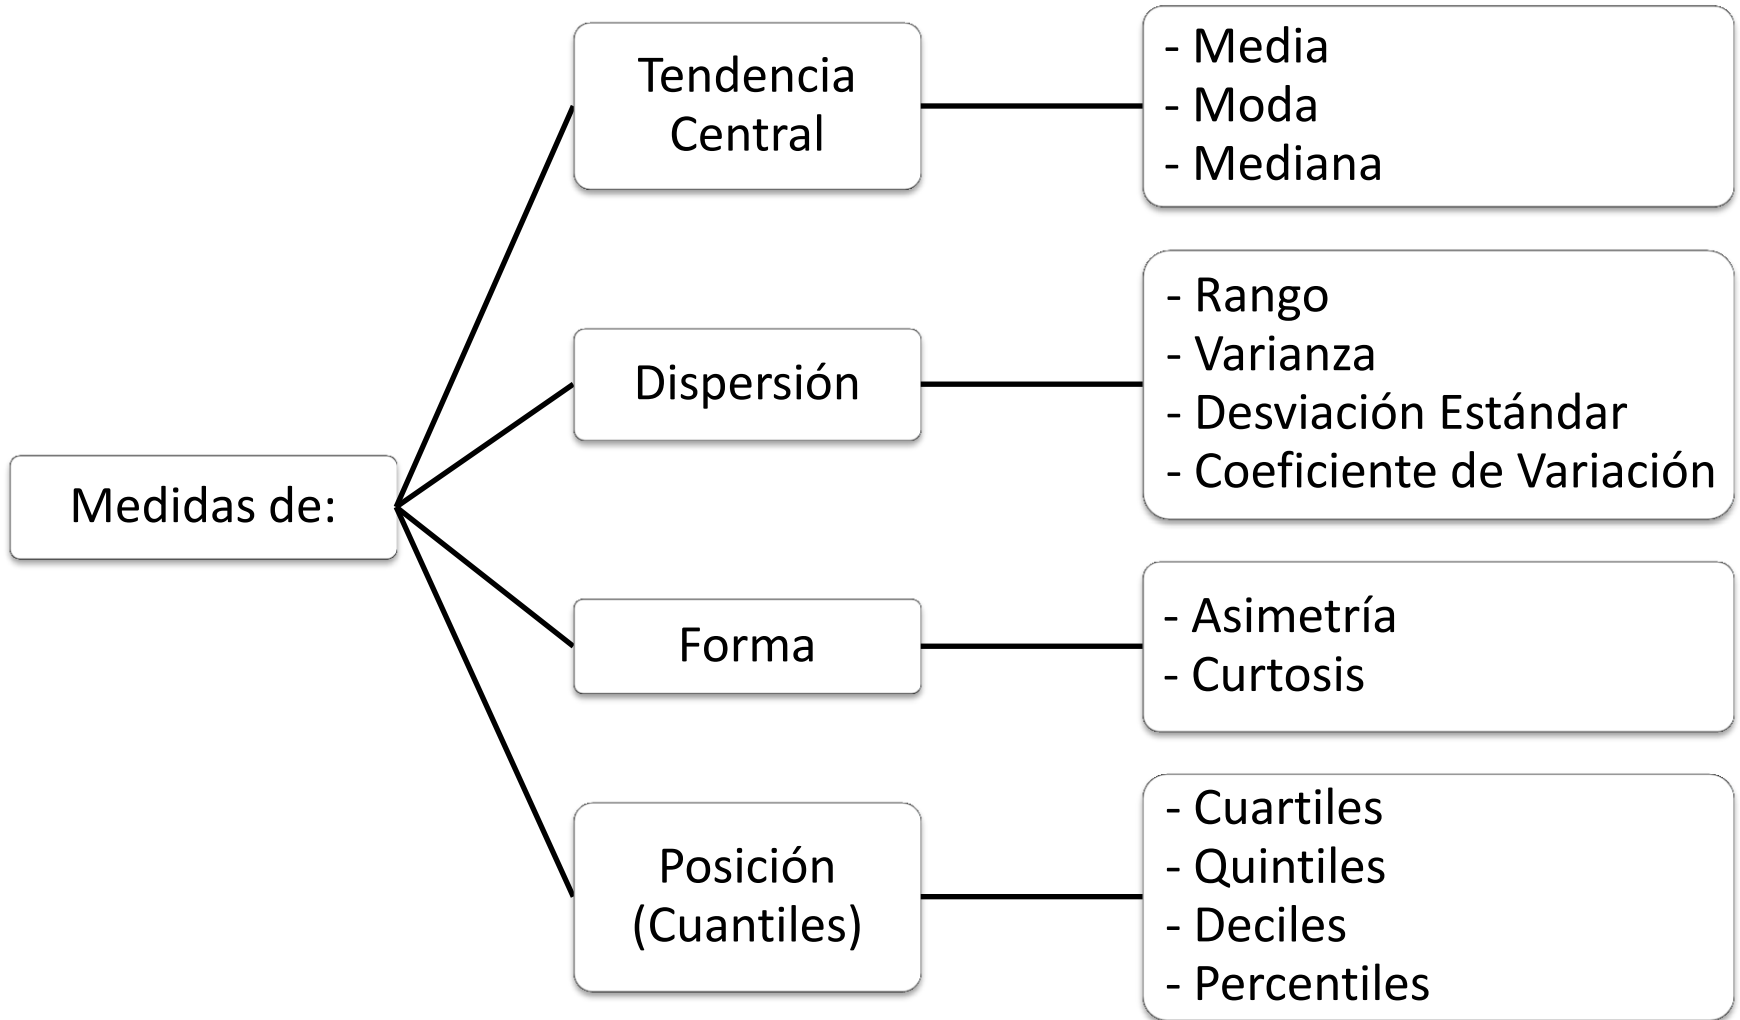 Medidas de:
Tendencia
Central
- Media
- Moda
- Mediana
Dispersión
- Rango
- Varianza
- Desviación Estándar
- Coeficiente de Variación
Forma
- Asimetría
- Curtosis
Posición
(Cuantiles)
- Cuartiles
- Quintiles
- Deciles
- Percentiles